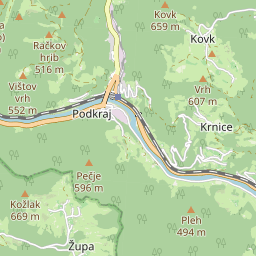 Kovk
659 m
Kovk
Račkov
hrib
516 m
Vištov
vrh
552 m
Vrh
607 m
Podkraj
Krnice
Pečje
596 m
Kožlak
669 m
Pleh
494 m
Župa